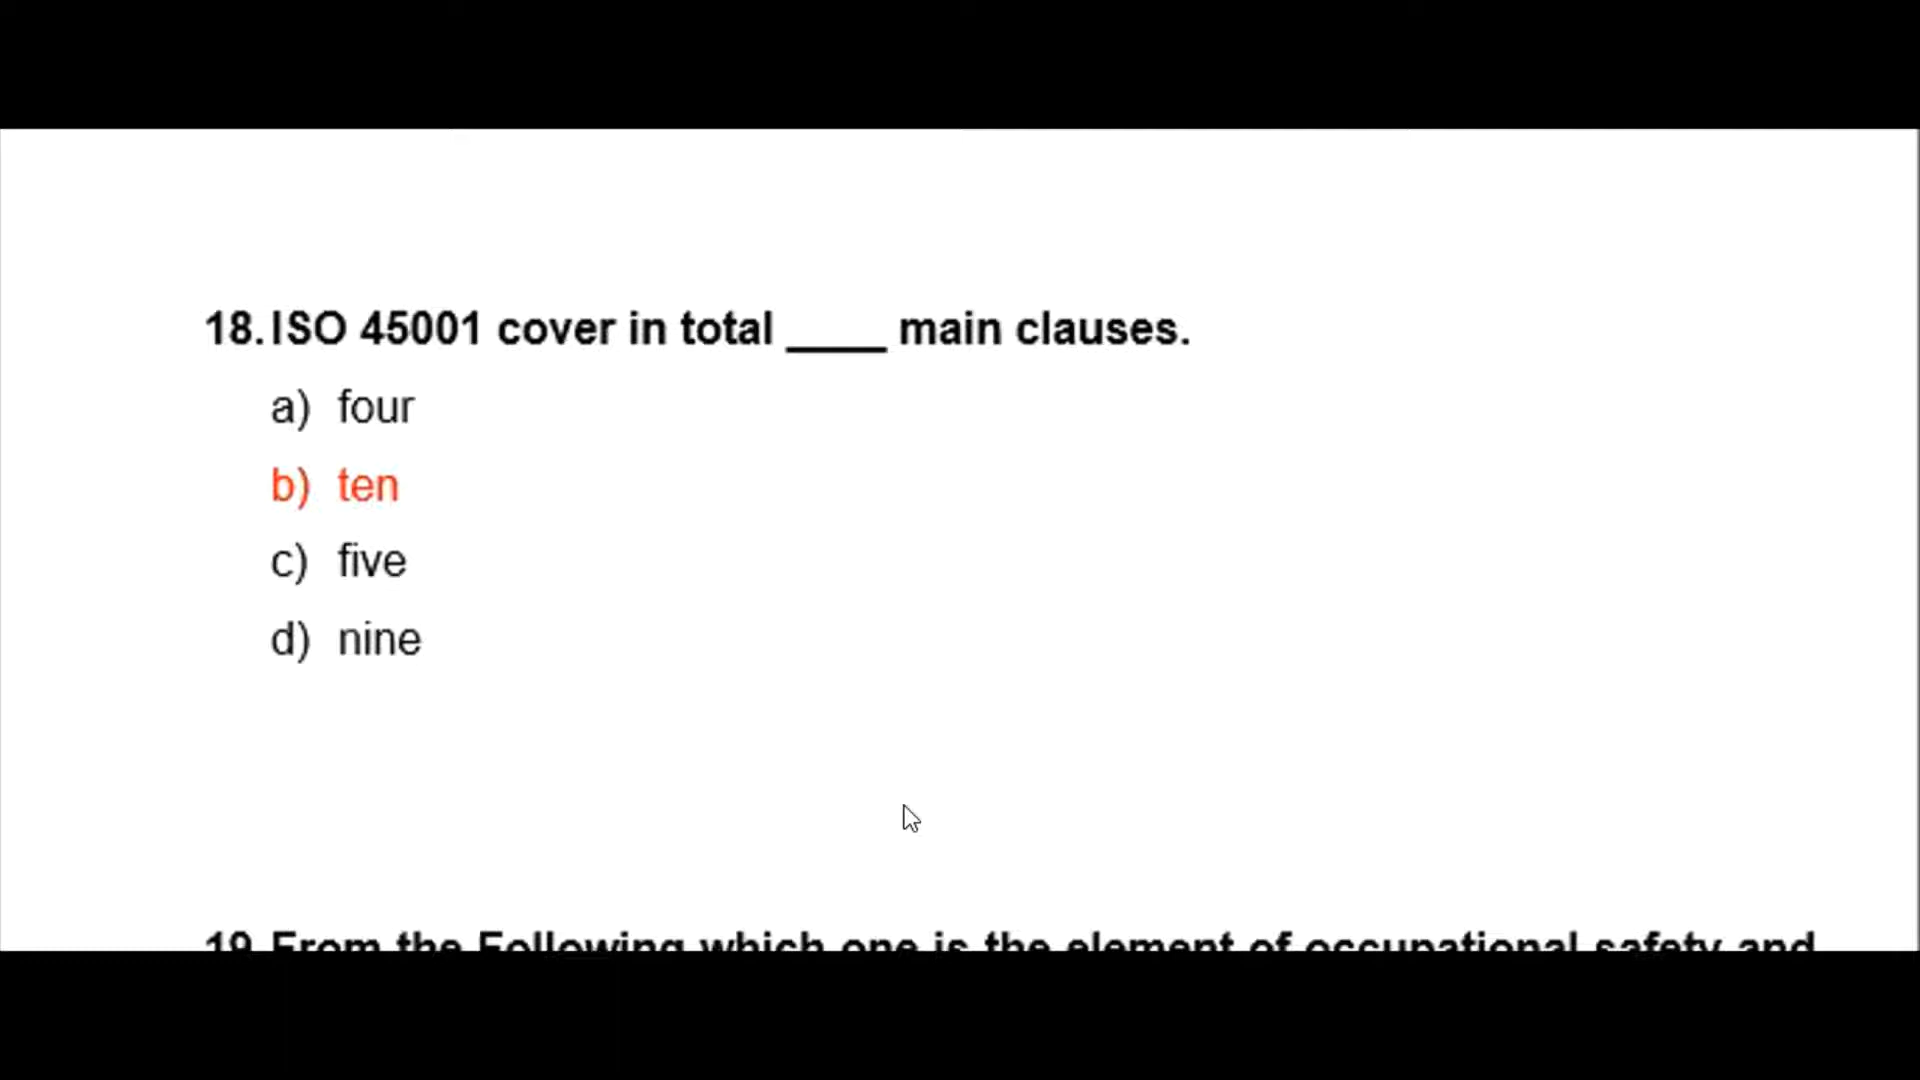 18. ISO 45001 cover in total ____ main clauses.
a) four
b) ten
c) five
d) nine
19. From the Following which one is the element of occupational safety and